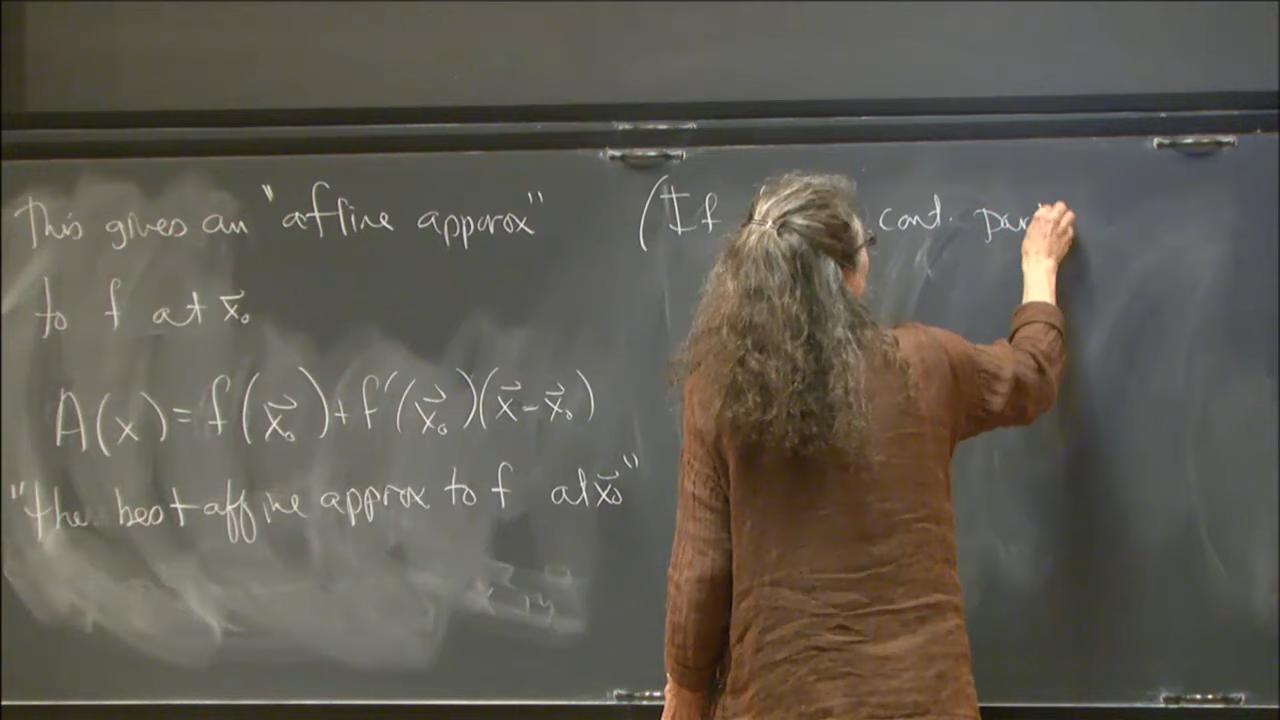 This gives an "affine approx"
to f at x⃗₀
A(x) = f(x⃗₀) + f'(x⃗₀)(x⃗ - x⃗₀)
"the best affine approx to f at x⃗₀"
(If cont. par